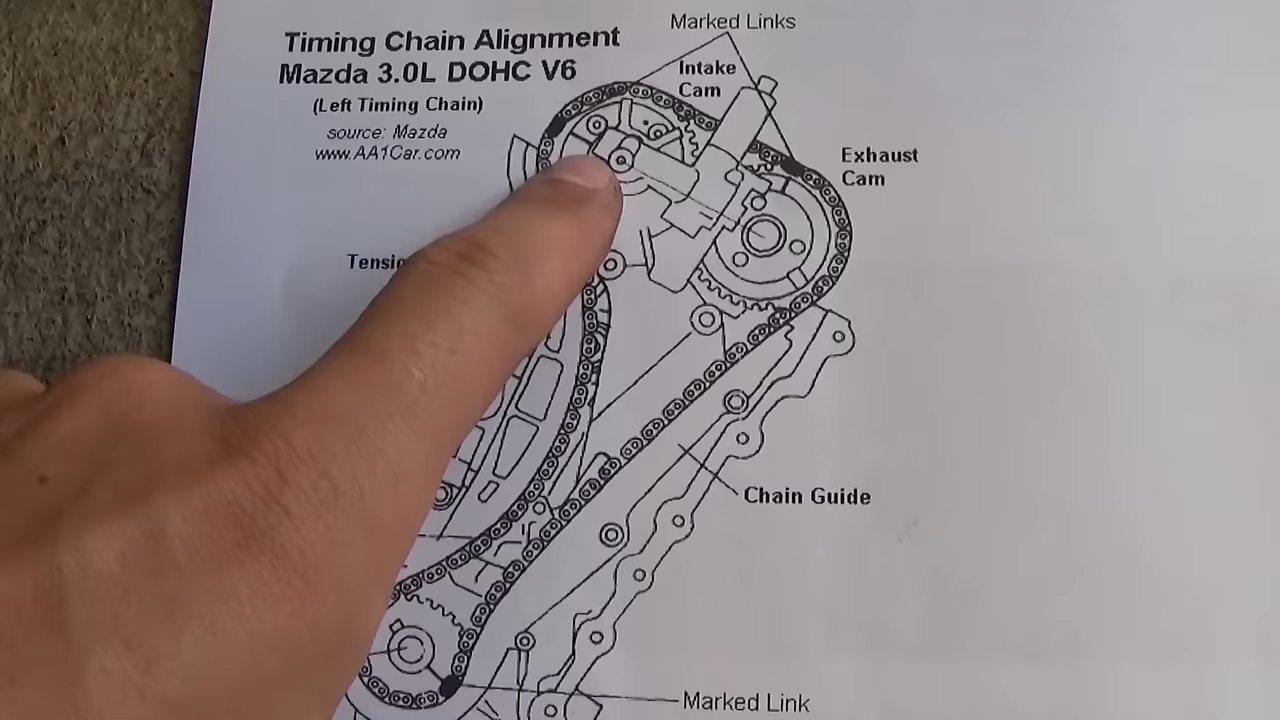 Marked Links
Timing Chain Alignment
Mazda 3.0L DOHC V6
(Left Timing Chain)
source: Mazda
www.AA1Car.com
Intake
Cam
Exhaust
Cam
Chain Guide
Marked Link